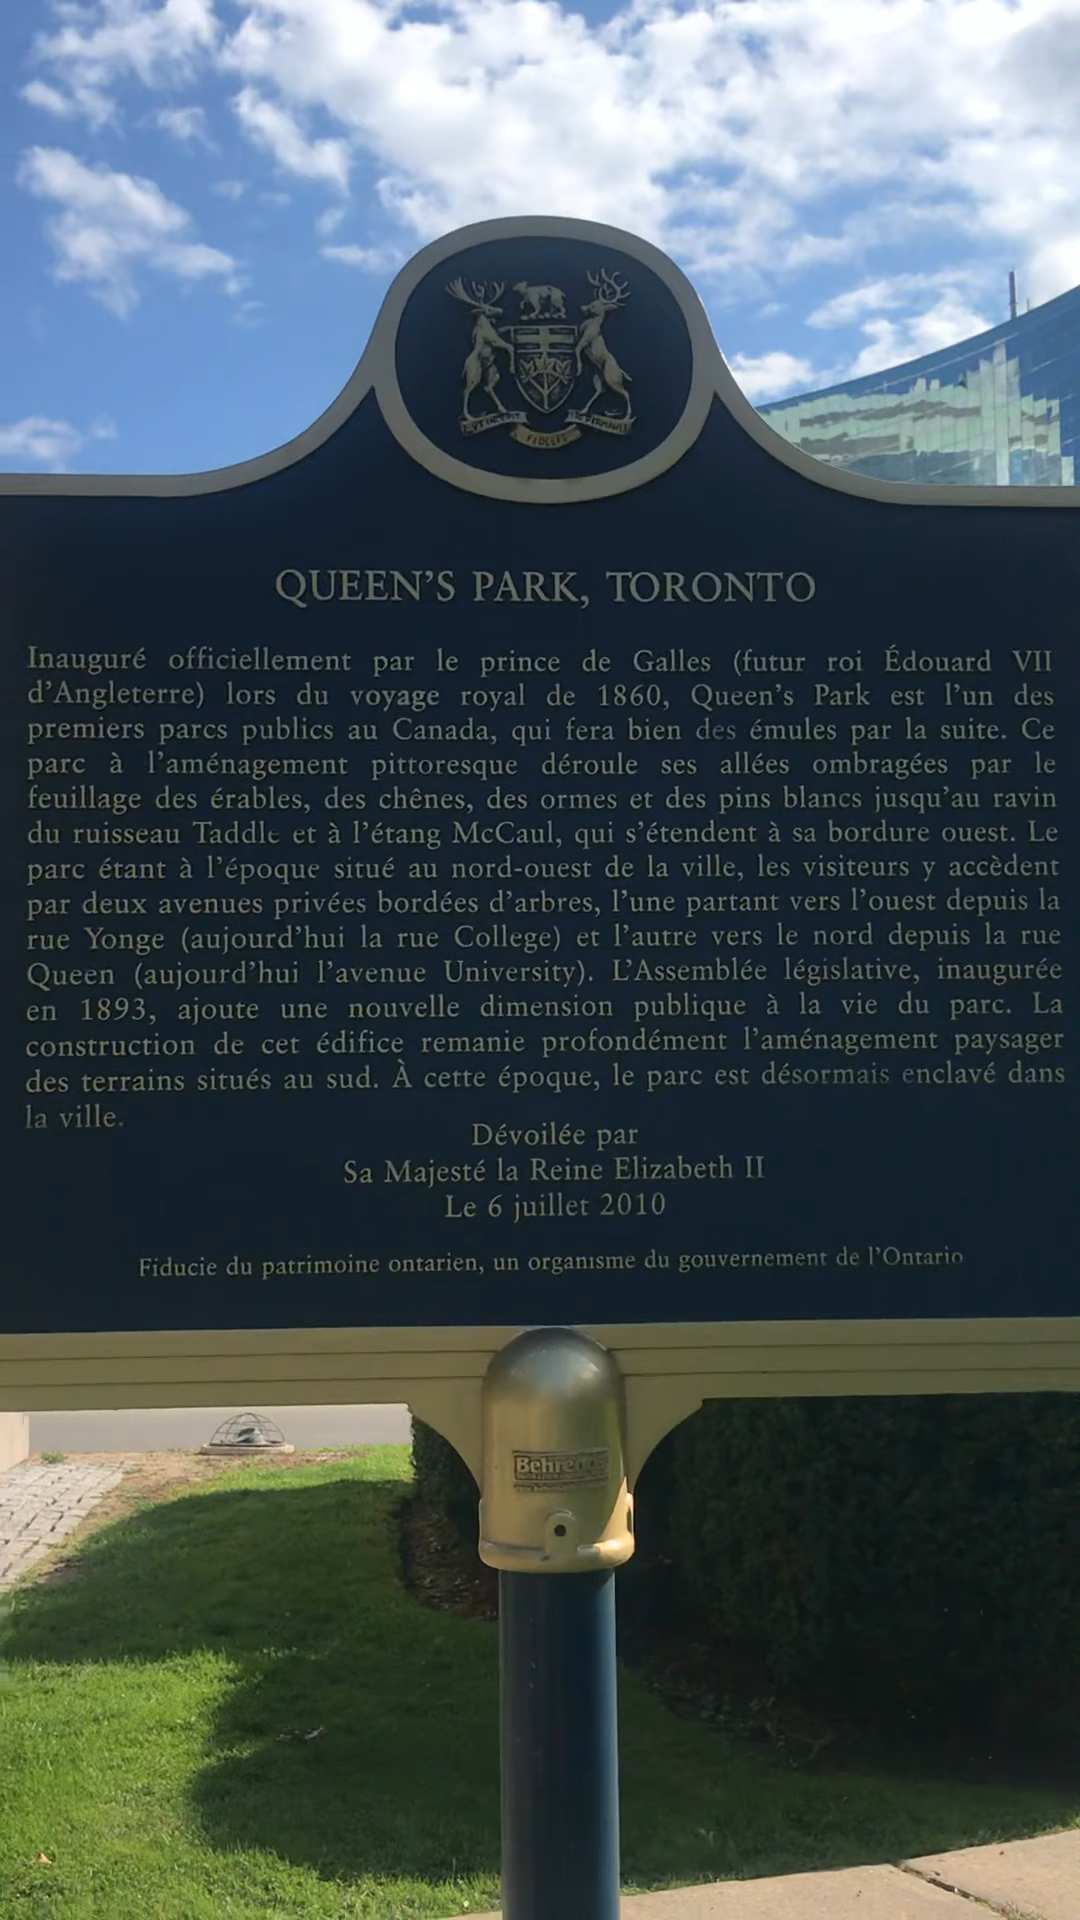 QUEEN'S PARK, TORONTO
Inauguré officiellement par le prince de Galles (futur roi Édouard VII
d'Angleterre) lors du voyage royal de 1860, Queen's Park est l'un des
premiers parcs publics au Canada, qui fera bien des émules par la suite. Ce
parc à l'aménagement pittoresque déroule ses allées ombragées par le
feuillage des érables, des chênes, des ormes et des pins blancs jusqu'au ravin
du ruisseau Taddle et à l'étang McCaul, qui s'étendent à sa bordure ouest. Le
parc étant à l'époque situé au nord-ouest de la ville, les visiteurs y accèdent
par deux avenues privées bordées d'arbres, l'une partant vers l'ouest depuis la
rue Yonge (aujourd'hui la rue College) et l'autre vers le nord depuis la rue
Queen (aujourd'hui l'avenue University). L'Assemblée législative, inaugurée
en 1893, ajoute une nouvelle dimension publique à la vie du parc. La
construction de cet édifice remanie profondément l'aménagement paysager
des terrains situés au sud. À cette époque, le parc est désormais enclavé dans
la ville.
Dévoilée par
Sa Majesté la Reine Elizabeth II
Le 6 juillet 2010
Fiducie du patrimoine ontarien, un organisme du gouvernement de l'Ontario